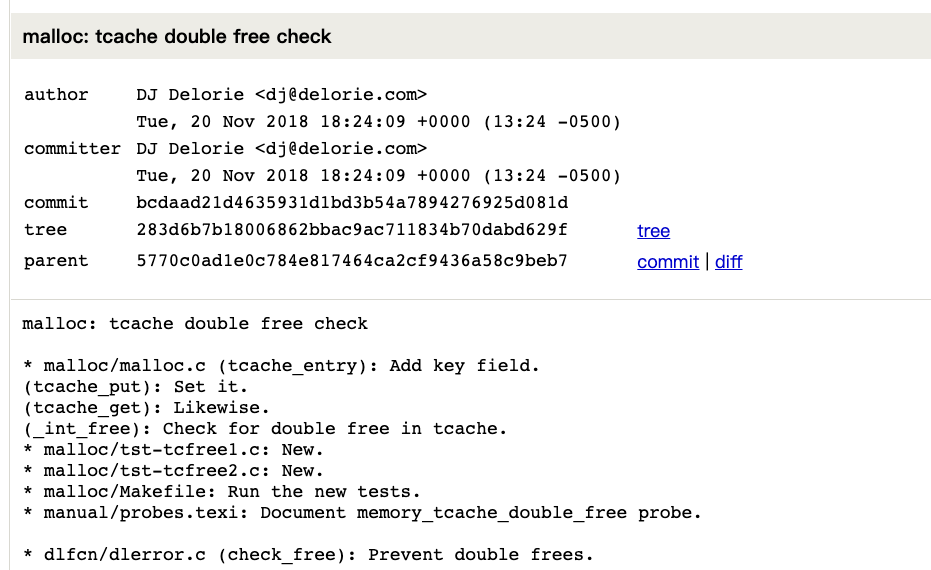 malloc: tcache double free check
author DJ Delorie <dj@delorie.com>
Tue, 20 Nov 2018 18:24:09 +0000 (13:24 -0500)
committer DJ Delorie <dj@delorie.com>
Tue, 20 Nov 2018 18:24:09 +0000 (13:24 -0500)
commit bcdaad21d4635931d1bd3b54a7894276925d081d
tree 283d6b7b18006862bbac9ac711834b70dabd629f tree
parent 5770c0ad1e0c784e817464ca2cf9436a58c9beb7 commit | diff
malloc: tcache double free check
* malloc/malloc.c (tcache_entry): Add key field.
(tcache_put): Set it.
(tcache_get): Likewise.
(_int_free): Check for double free in tcache.
* malloc/tst-tcfree1.c: New.
* malloc/tst-tcfree2.c: New.
* malloc/Makefile: Run the new tests.
* manual/probes.texi: Document memory_tcache_double_free probe.
* dlfcn/dlerror.c (check_free): Prevent double frees.